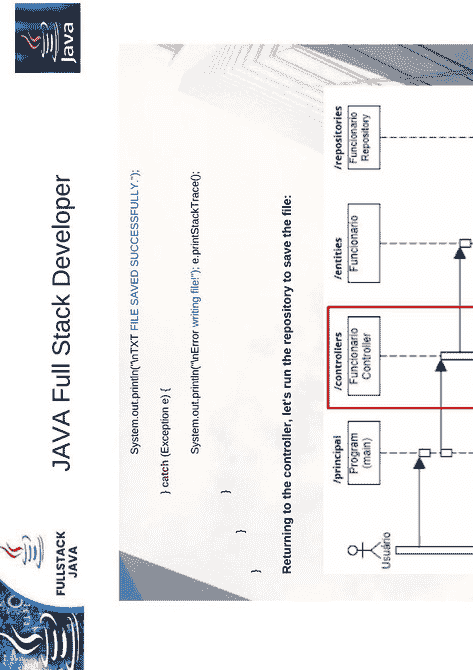 FULLSTACK
JAVA
JAVA Full Stack Developer
Java
System.out.println("\nTXT FILE SAVED SUCCESSFULLY.");
} catch (Exception e) {
System.out.println("\nError writing file!"); e.printStackTrace();
}
}
}
Returning to the controller, let's run the repository to save the file:
Usuário
/principal
Program
(main)
/controllers
Funcionario
Controller
/entities
Funcionario
/repositories
Funcionario
Repository